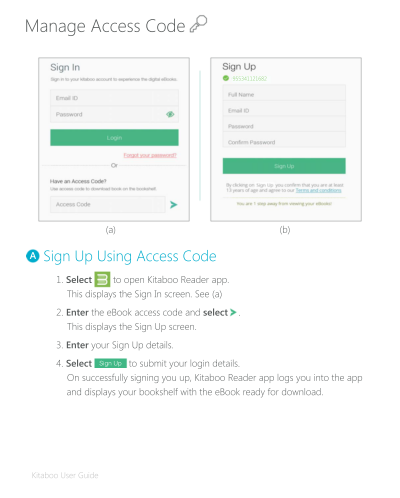 Manage Access Code
Sign In
Sign in to your kitaboo account to experience the digital eBooks.
Email ID
Password
Login
Forgot your password?
Or
Have an Access Code?
Use access code to download book on the bookshelf.
Access Code
(a)
Sign Up
Full Name
Email ID
Password
Confirm Password
Sign Up
By clicking on 'Sign Up' you confirm that you are at least
13 years of age and agree to our Terms and conditions
You are 1 step away from viewing your eBooks!
(b)
A Sign Up Using Access Code
1. Select to open Kitaboo Reader app.
This displays the Sign In screen. See (a)
2. Enter the eBook access code and select .
This displays the Sign Up screen.
3. Enter your Sign Up details.
4. Select Sign Up to submit your login details.
On successfully signing you up, Kitaboo Reader app logs you into the app
and displays your bookshelf with the eBook ready for download.
Kitaboo User Guide